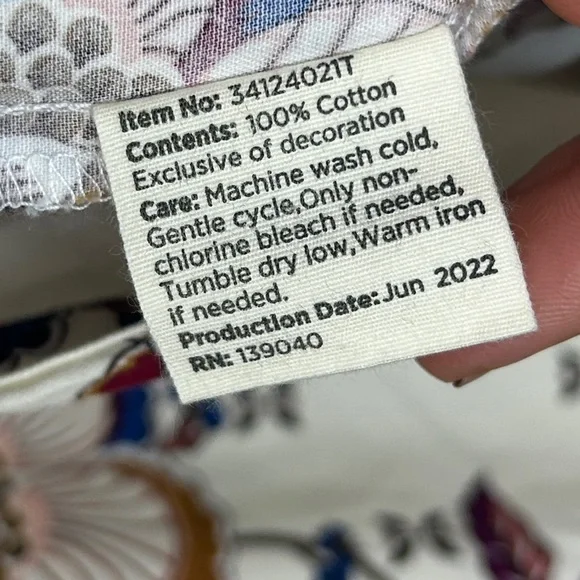 Item No: 34124021T
Contents: 100% Cotton
Exclusive of decoration
Care: Machine wash cold,
Gentle cycle,Only non-
chlorine bleach if needed,
Tumble dry low,Warm iron
if needed.
Production Date:Jun 2022
RN: 139040